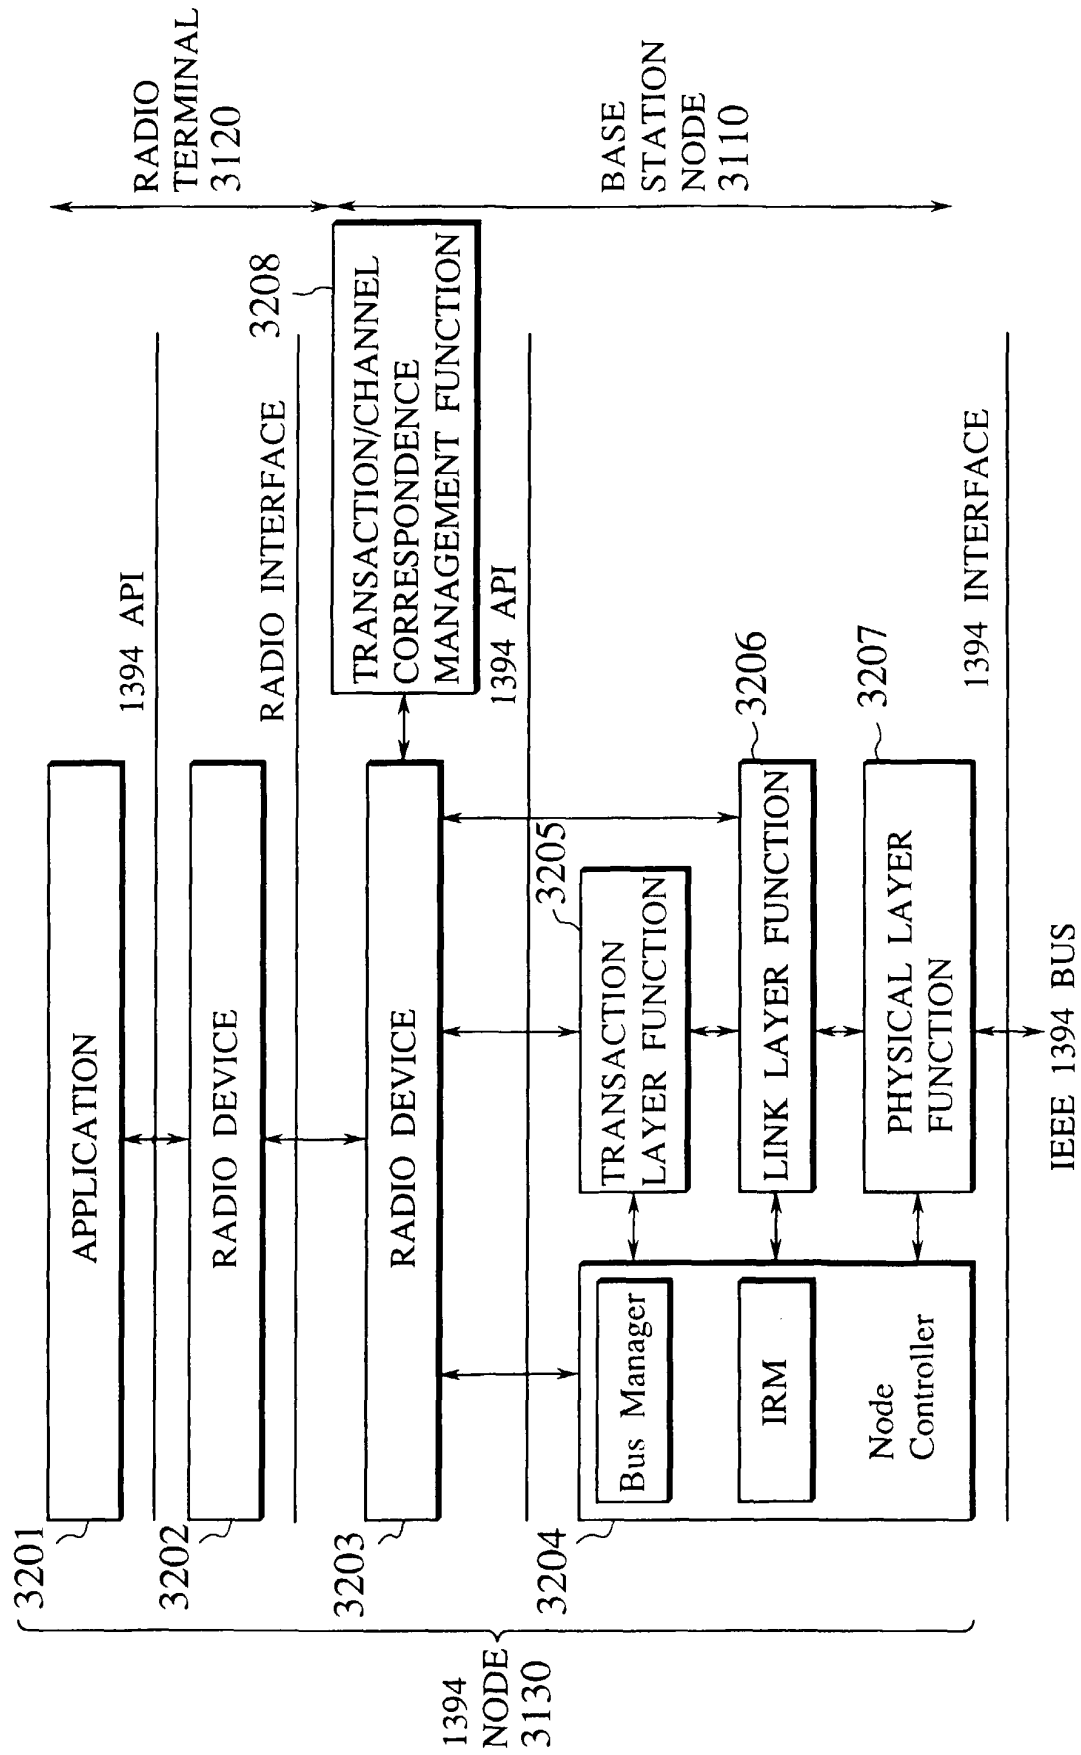 3201
APPLICATION
1394 API
3202
RADIO DEVICE
RADIO INTERFACE
RADIO
TERMINAL
3120
3203
RADIO DEVICE
3208
TRANSACTION/CHANNEL
CORRESPONDENCE
MANAGEMENT FUNCTION
1394 API
1394
NODE
3130
3204
Bus Manager
IRM
Node
Controller
3205
TRANSACTION
LAYER FUNCTION
3206
LINK LAYER FUNCTION
3207
PHYSICAL LAYER
FUNCTION
BASE
STATION
NODE
3110
1394 INTERFACE
IEEE 1394 BUS